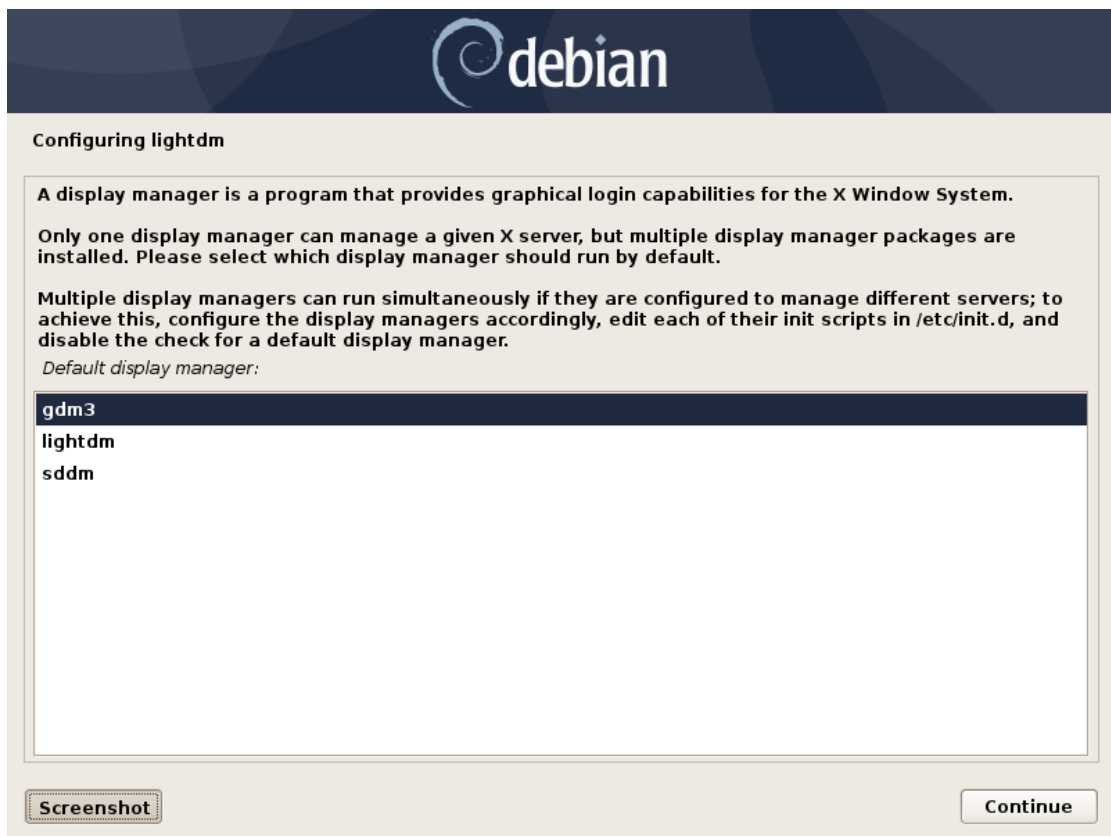 debian
Configuring lightdm
A display manager is a program that provides graphical login capabilities for the X Window System.
Only one display manager can manage a given X server, but multiple display manager packages are
installed. Please select which display manager should run by default.
Multiple display managers can run simultaneously if they are configured to manage different servers; to
achieve this, configure the display managers accordingly, edit each of their init scripts in /etc/init.d, and
disable the check for a default display manager.
Default display manager:
gdm3
lightdm
sddm
Screenshot
Continue